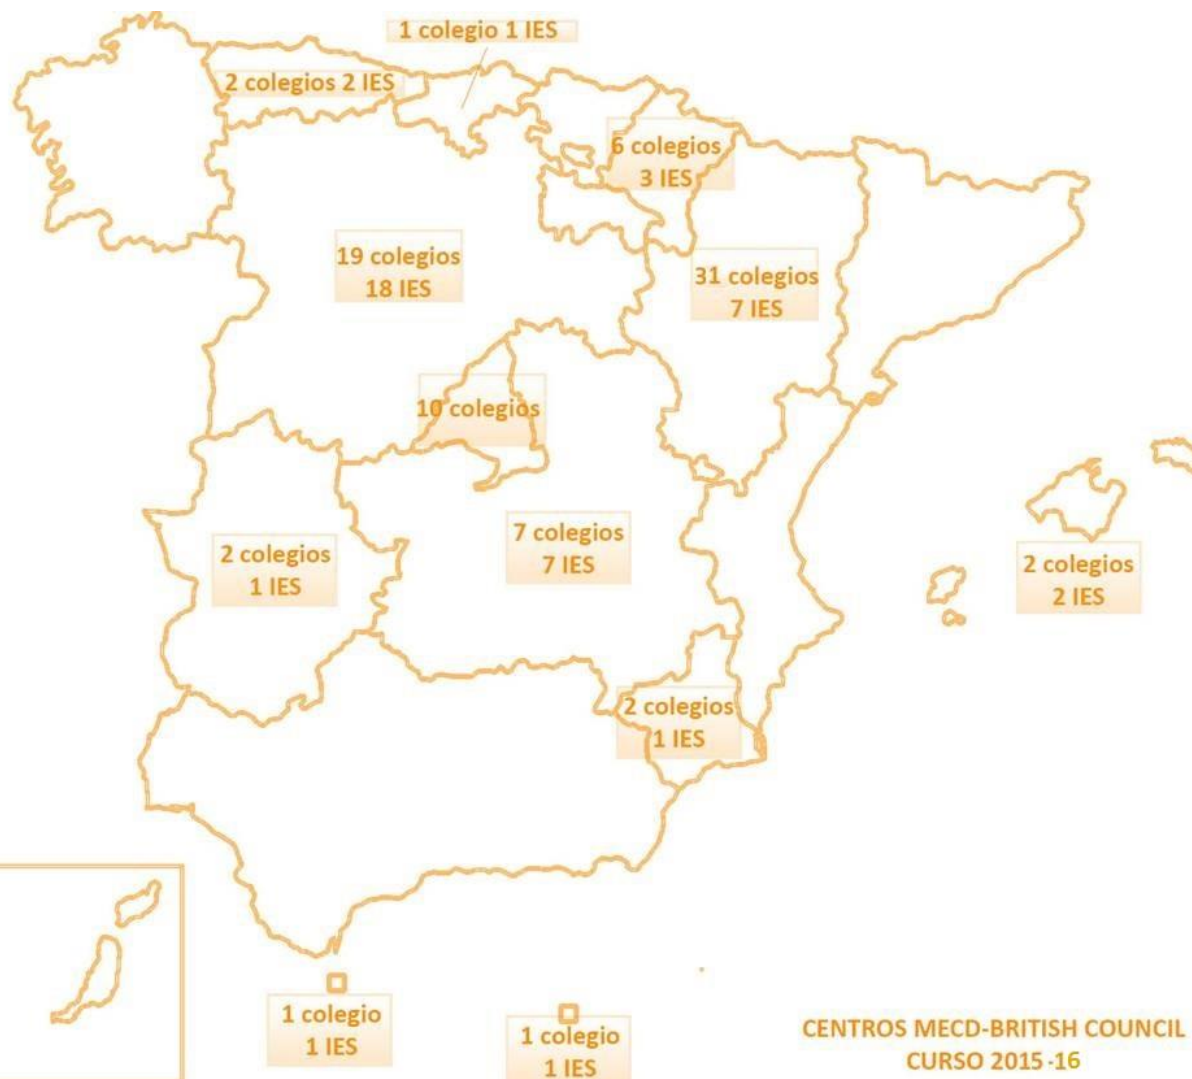 1 colegio 1 IES
2 colegios 2 IES
6 colegios
3 IES
19 colegios
18 IES
31 colegios
7 IES
10 colegios
7 colegios
7 IES
2 colegios
1 IES
2 colegios
2 IES
2 colegios
1 IES
1 colegio
1 IES
1 colegio
1 IES
CENTROS MECD-BRITISH COUNCIL
CURSO 2015-16